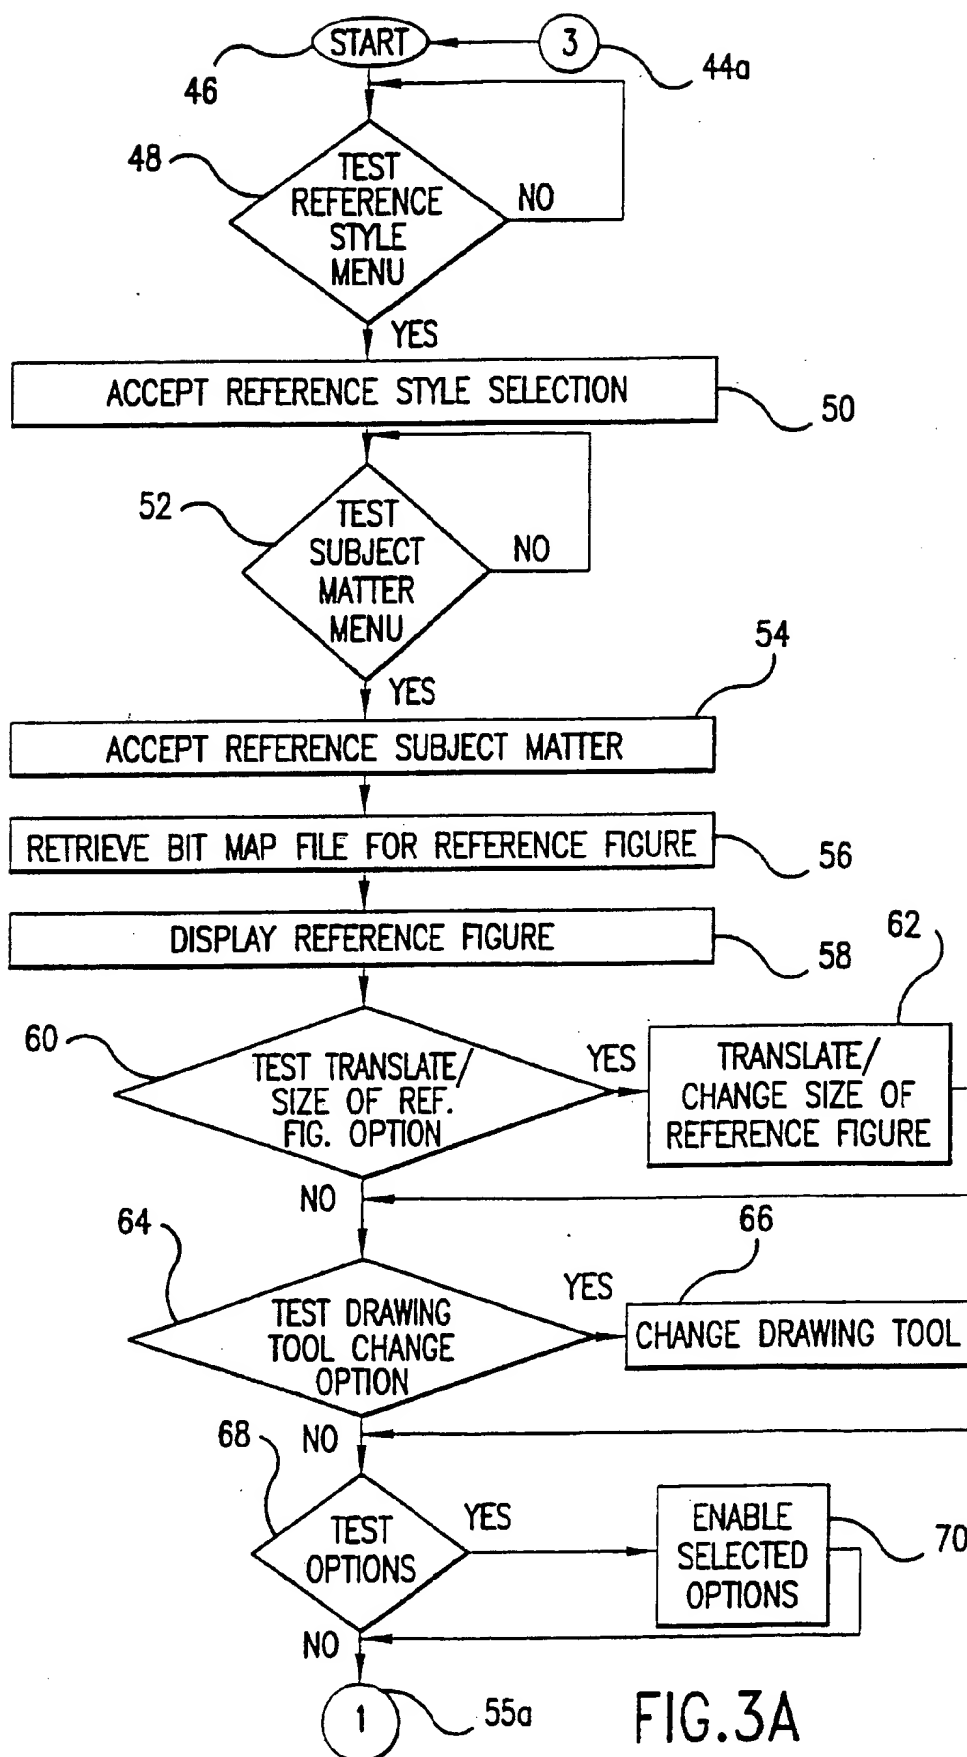 START
3
46
44a
48
TEST
REFERENCE
STYLE
MENU
NO
YES
ACCEPT REFERENCE STYLE SELECTION
50
52
TEST
SUBJECT
MATTER
MENU
NO
YES
54
ACCEPT REFERENCE SUBJECT MATTER
RETRIEVE BIT MAP FILE FOR REFERENCE FIGURE
56
DISPLAY REFERENCE FIGURE
58
62
60
TEST TRANSLATE/
SIZE OF REF.
FIG. OPTION
YES
TRANSLATE/
CHANGE SIZE OF
REFERENCE FIGURE
NO
64
66
TEST DRAWING
TOOL CHANGE
OPTION
YES
CHANGE DRAWING TOOL
NO
68
TEST
OPTIONS
YES
ENABLE
SELECTED
OPTIONS
70
NO
1
55a
FIG.3A